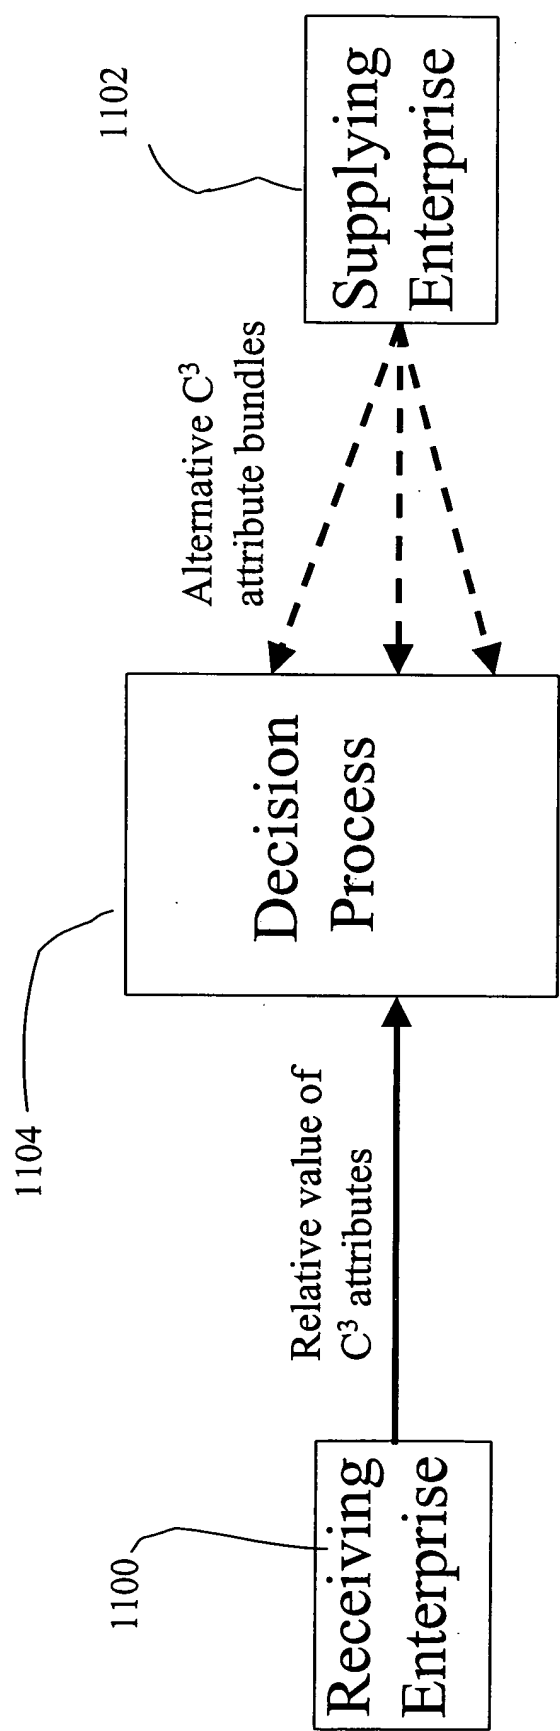 1100
Receiving
Enterprise
Relative value of
C³ attributes
1104
Decision
Process
Alternative C³
attribute bundles
1102
Supplying
Enterprise